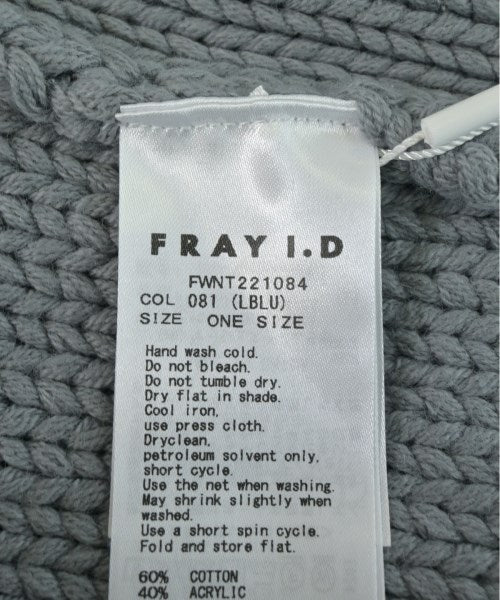 FRAY I.D
FWNT221084
COL 081 (LBLU)
SIZE ONE SIZE
Hand wash cold.
Do not bleach.
Do not tumble dry.
Dry flat in shade.
Cool iron,
use press cloth.
Dryclean,
petroleum solvent only,
short cycle.
Use the net when washing.
May shrink slightly when
washed.
Use a short spin cycle.
Fold and store flat.
60% COTTON
40% ACRYLIC